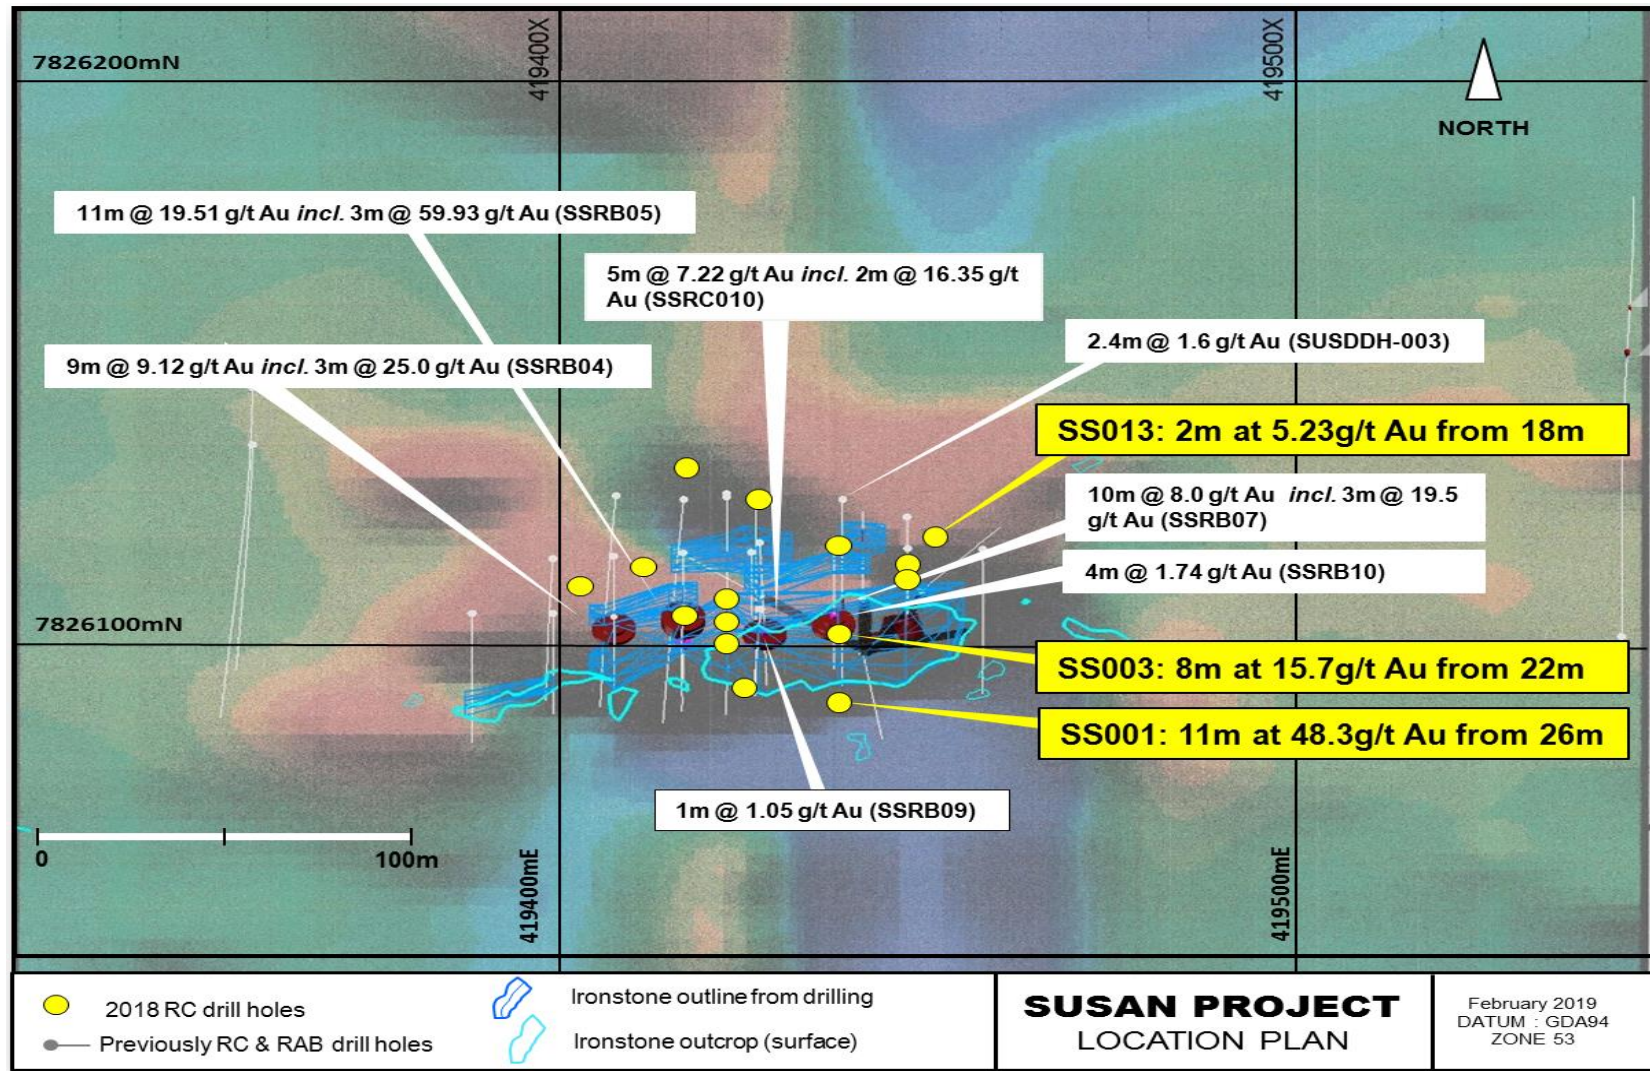 419400X
419500X
7826200mN
NORTH
11m @ 19.51 g/t Au incl. 3m @ 59.93 g/t Au (SSRB05)
5m @ 7.22 g/t Au incl. 2m @ 16.35 g/t
Au (SSRC010)
2.4m @ 1.6 g/t Au (SUSDDH-003)
9m @ 9.12 g/t Au incl. 3m @ 25.0 g/t Au (SSRB04)
SS013: 2m at 5.23g/t Au from 18m
10m @ 8.0 g/t Au incl. 3m @ 19.5
g/t Au (SSRB07)
4m @ 1.74 g/t Au (SSRB10)
7826100mN
SS003: 8m at 15.7g/t Au from 22m
SS001: 11m at 48.3g/t Au from 26m
1m @ 1.05 g/t Au (SSRB09)
0
100m
419400mE
419500mE
2018 RC drill holes
Previously RC & RAB drill holes
Ironstone outline from drilling
Ironstone outcrop (surface)
SUSAN PROJECT
LOCATION PLAN
February 2019
DATUM : GDA94
ZONE 53